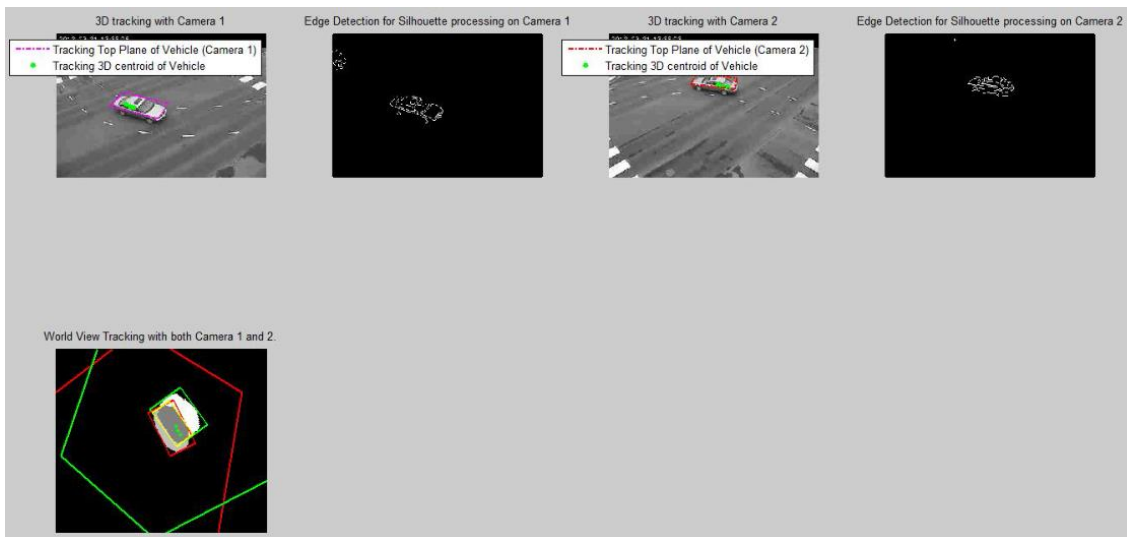 3D tracking with Camera 1
Edge Detection for Silhouette processing on Camera 1
3D tracking with Camera 2
Edge Detection for Silhouette processing on Camera 2
Tracking Top Plane of Vehicle (Camera 1)
Tracking 3D centroid of Vehicle
Tracking Top Plane of Vehicle (Camera 2)
Tracking 3D centroid of Vehicle
World View Tracking with both Camera 1 and 2.